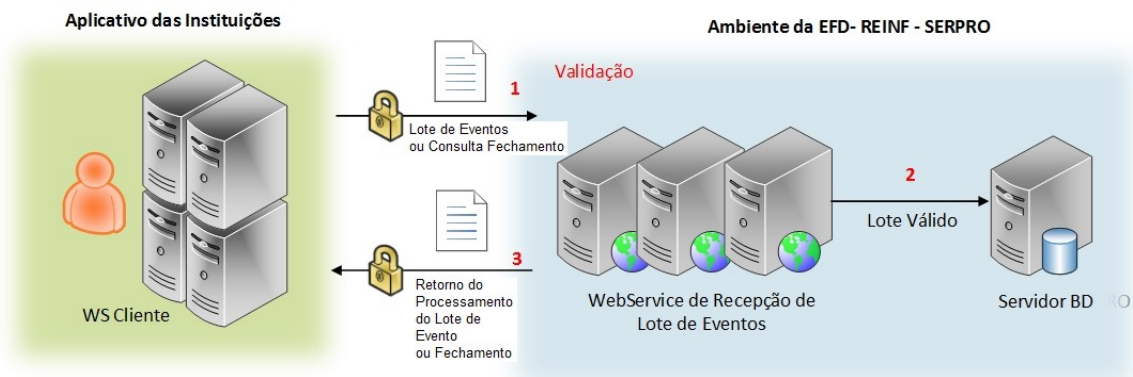 Aplicativo das Instituições
Ambiente da EFD- REINF - SERPRO
Validação
1
Lote de Eventos
ou Consulta Fechamento
2
Lote Válido
3
Retorno do
Processamento
do Lote de
Evento
ou Fechamento
WS Cliente
WebService de Recepção de
Lote de Eventos
Servidor BD
RO